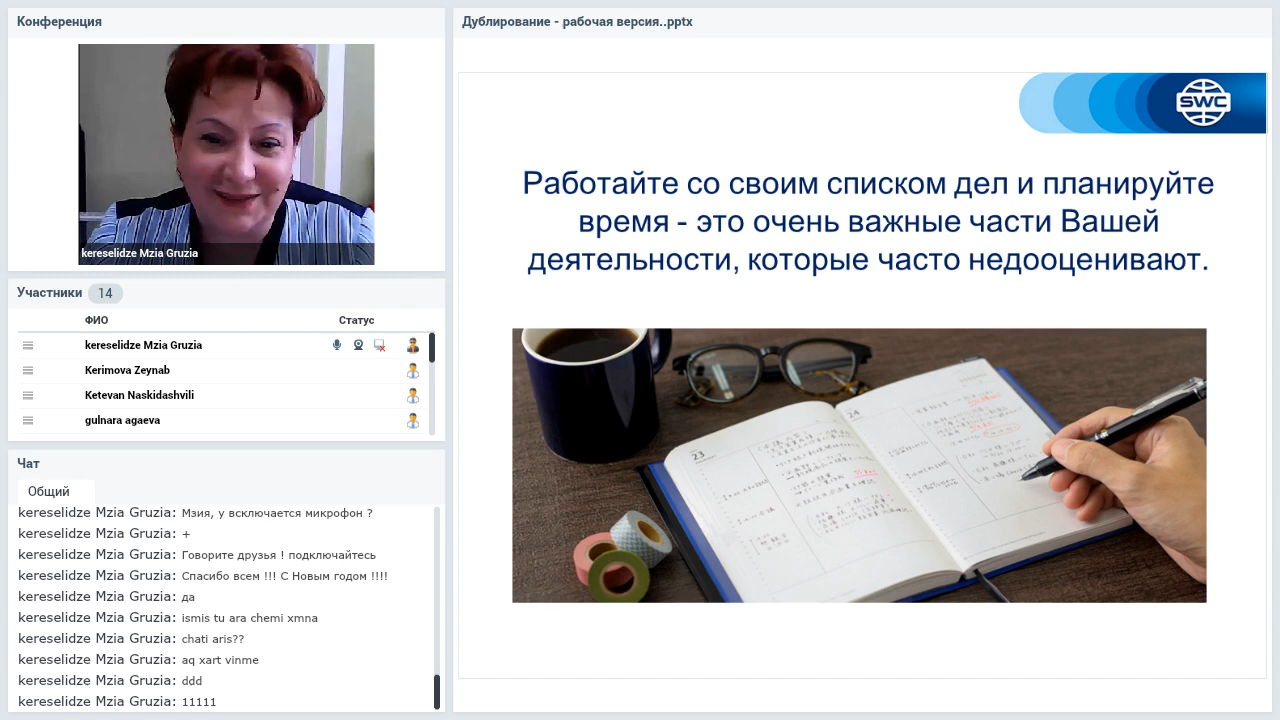 Конференция
kereselidze Mzia Gruzia
Участники 14
ФИО Статус
kereselidze Mzia Gruzia
Kerimova Zeynab
Ketevan Naskidashvili
gulnara agaeva
Чат
Общий
kereselidze Mzia Gruzia: Мзия, у всключается микрофон ?
kereselidze Mzia Gruzia: +
kereselidze Mzia Gruzia: Говорите друзья ! подключайтесь
kereselidze Mzia Gruzia: Спасибо всем !!! С Новым годом !!!!
kereselidze Mzia Gruzia: да
kereselidze Mzia Gruzia: ismis tu ara chemi xmna
kereselidze Mzia Gruzia: chati aris??
kereselidze Mzia Gruzia: aq xart vinme
kereselidze Mzia Gruzia: ddd
kereselidze Mzia Gruzia: 11111
Дублирование - рабочая версия..pptx
SWC
Работайте со своим списком дел и планируйте
время - это очень важные части Вашей
деятельности, которые часто недооценивают.
23
24